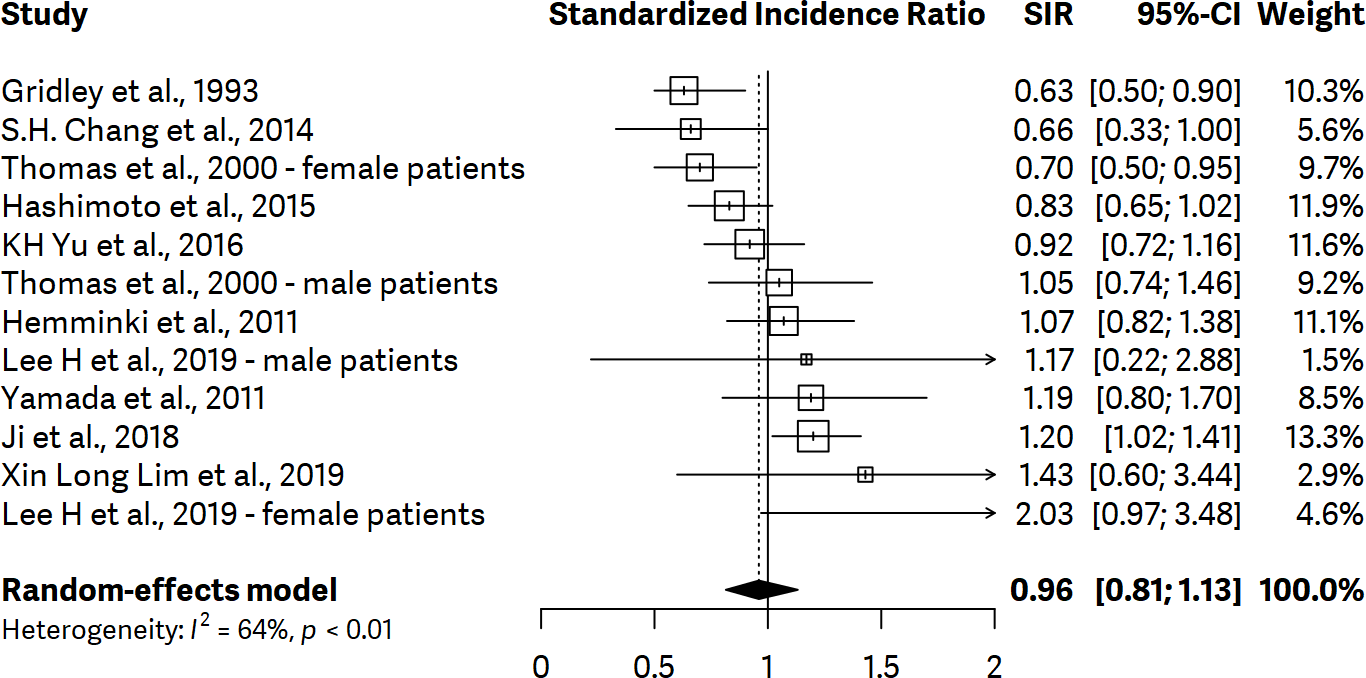 Study Standardized Incidence Ratio SIR 95%-CI Weight
Gridley et al., 1993 0.63 [0.50; 0.90] 10.3%
S.H. Chang et al., 2014 0.66 [0.33; 1.00] 5.6%
Thomas et al., 2000 - female patients 0.70 [0.50; 0.95] 9.7%
Hashimoto et al., 2015 0.83 [0.65; 1.02] 11.9%
KH Yu et al., 2016 0.92 [0.72; 1.16] 11.6%
Thomas et al., 2000 - male patients 1.05 [0.74; 1.46] 9.2%
Hemminki et al., 2011 1.07 [0.82; 1.38] 11.1%
Lee H et al., 2019 - male patients 1.17 [0.22; 2.88] 1.5%
Yamada et al., 2011 1.19 [0.80; 1.70] 8.5%
Ji et al., 2018 1.20 [1.02; 1.41] 13.3%
Xin Long Lim et al., 2019 1.43 [0.60; 3.44] 2.9%
Lee H et al., 2019 - female patients 2.03 [0.97; 3.48] 4.6%
Random-effects model 0.96 [0.81; 1.13] 100.0%
Heterogeneity: I² = 64%, p < 0.01
0 0.5 1 1.5 2